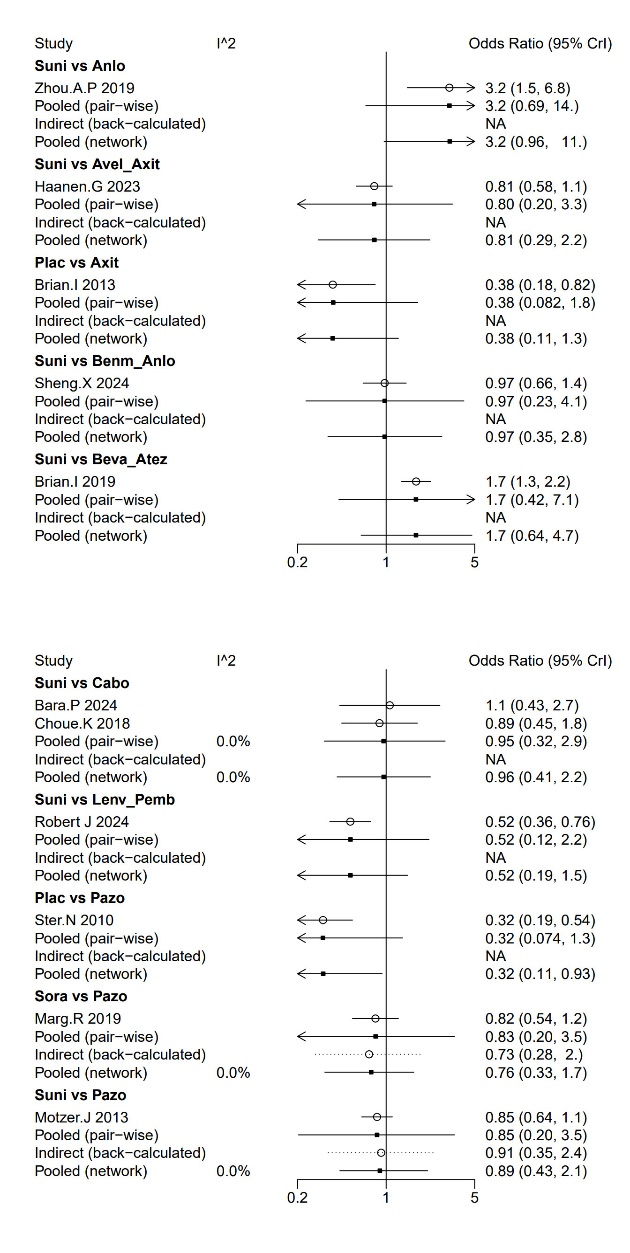 Study I^2 Odds Ratio (95% CrI)
Suni vs Anlo
Zhou.A.P 2019 3.2 (1.5, 6.8)
Pooled (pair−wise) 3.2 (0.69, 14.)
Indirect (back−calculated) NA
Pooled (network) 3.2 (0.96, 11.)
Suni vs Avel_Axit
Haanen.G 2023 0.81 (0.58, 1.1)
Pooled (pair−wise) 0.80 (0.20, 3.3)
Indirect (back−calculated) NA
Pooled (network) 0.81 (0.29, 2.2)
Plac vs Axit
Brian.I 2013 0.38 (0.18, 0.82)
Pooled (pair−wise) 0.38 (0.082, 1.8)
Indirect (back−calculated) NA
Pooled (network) 0.38 (0.11, 1.3)
Suni vs Benm_Anlo
Sheng.X 2024 0.97 (0.66, 1.4)
Pooled (pair−wise) 0.97 (0.23, 4.1)
Indirect (back−calculated) NA
Pooled (network) 0.97 (0.35, 2.8)
Suni vs Beva_Atez
Brian.I 2019 1.7 (1.3, 2.2)
Pooled (pair−wise) 1.7 (0.42, 7.1)
Indirect (back−calculated) NA
Pooled (network) 1.7 (0.64, 4.7)
0.2 1 5
Study I^2 Odds Ratio (95% CrI)
Suni vs Cabo
Bara.P 2024 1.1 (0.43, 2.7)
Choue.K 2018 0.89 (0.45, 1.8)
Pooled (pair−wise) 0.0% 0.95 (0.32, 2.9)
Indirect (back−calculated) NA
Pooled (network) 0.0% 0.96 (0.41, 2.2)
Suni vs Lenv_Pemb
Robert J 2024 0.52 (0.36, 0.76)
Pooled (pair−wise) 0.52 (0.12, 2.2)
Indirect (back−calculated) NA
Pooled (network) 0.52 (0.19, 1.5)
Plac vs Pazo
Ster.N 2010 0.32 (0.19, 0.54)
Pooled (pair−wise) 0.32 (0.074, 1.3)
Indirect (back−calculated) NA
Pooled (network) 0.32 (0.11, 0.93)
Sora vs Pazo
Marg.R 2019 0.82 (0.54, 1.2)
Pooled (pair−wise) 0.83 (0.20, 3.5)
Indirect (back−calculated) 0.73 (0.28, 2.)
Pooled (network) 0.0% 0.76 (0.33, 1.7)
Suni vs Pazo
Motzer.J 2013 0.85 (0.64, 1.1)
Pooled (pair−wise) 0.85 (0.20, 3.5)
Indirect (back−calculated) 0.91 (0.35, 2.4)
Pooled (network) 0.0% 0.89 (0.43, 2.1)
0.2 1 5